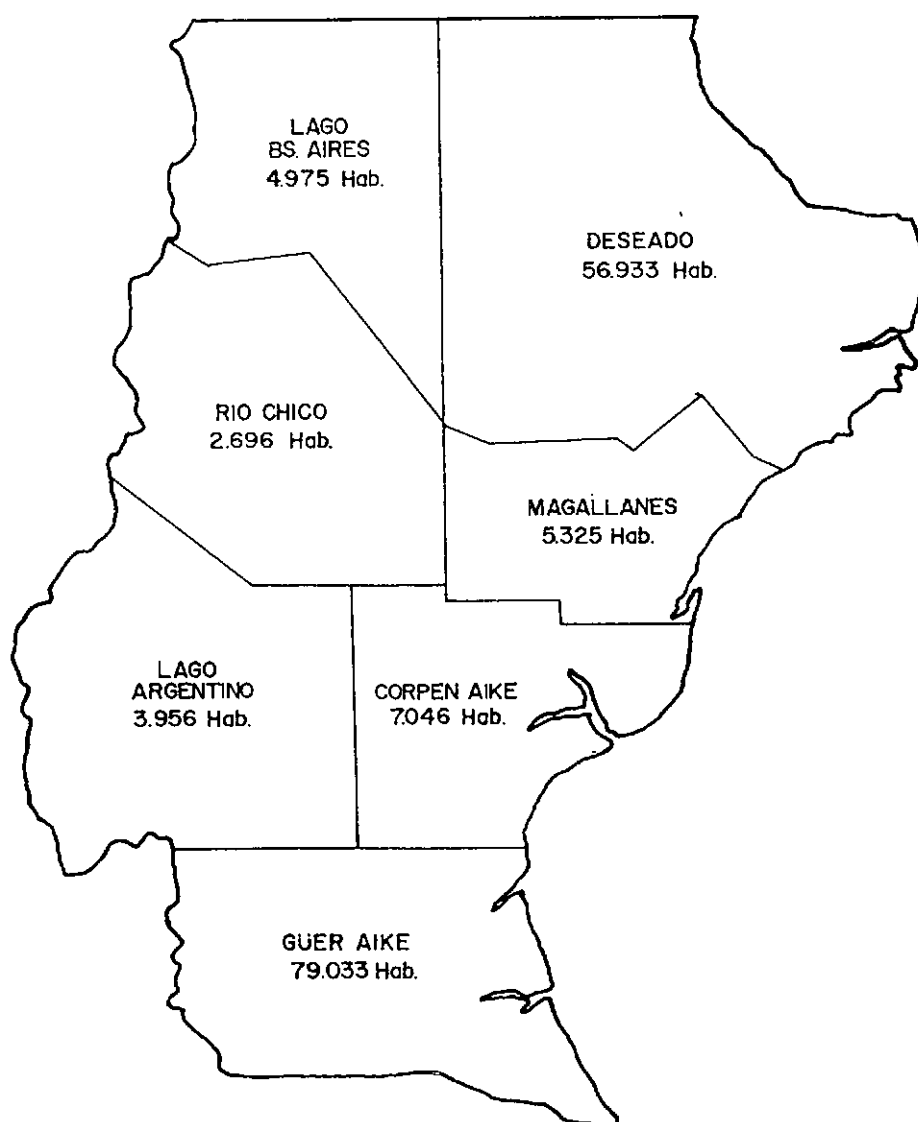 LAGO
BS. AIRES
4.975 Hab.
DESEADO
56.933 Hab.
RIO CHICO
2.696 Hab.
MAGALLANES
5.325 Hab.
LAGO
ARGENTINO
3.956 Hab.
CORPEN AIKE
7.046 Hab.
GÜER AIKE
79.033 Hab.